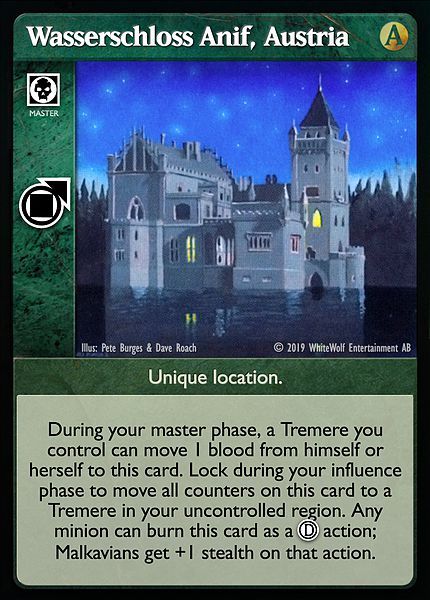 Wasserschloss Anif, Austria
A
MASTER
Illus: Pete Burges & Dave Roach
© 2019 WhiteWolf Entertainment AB
Unique location.
During your master phase, a Tremere you
control can move 1 blood from himself or
herself to this card. Lock during your influence
phase to move all counters on this card to a
Tremere in your uncontrolled region. Any
minion can burn this card as a Ⓓ action;
Malkavians get +1 stealth on that action.